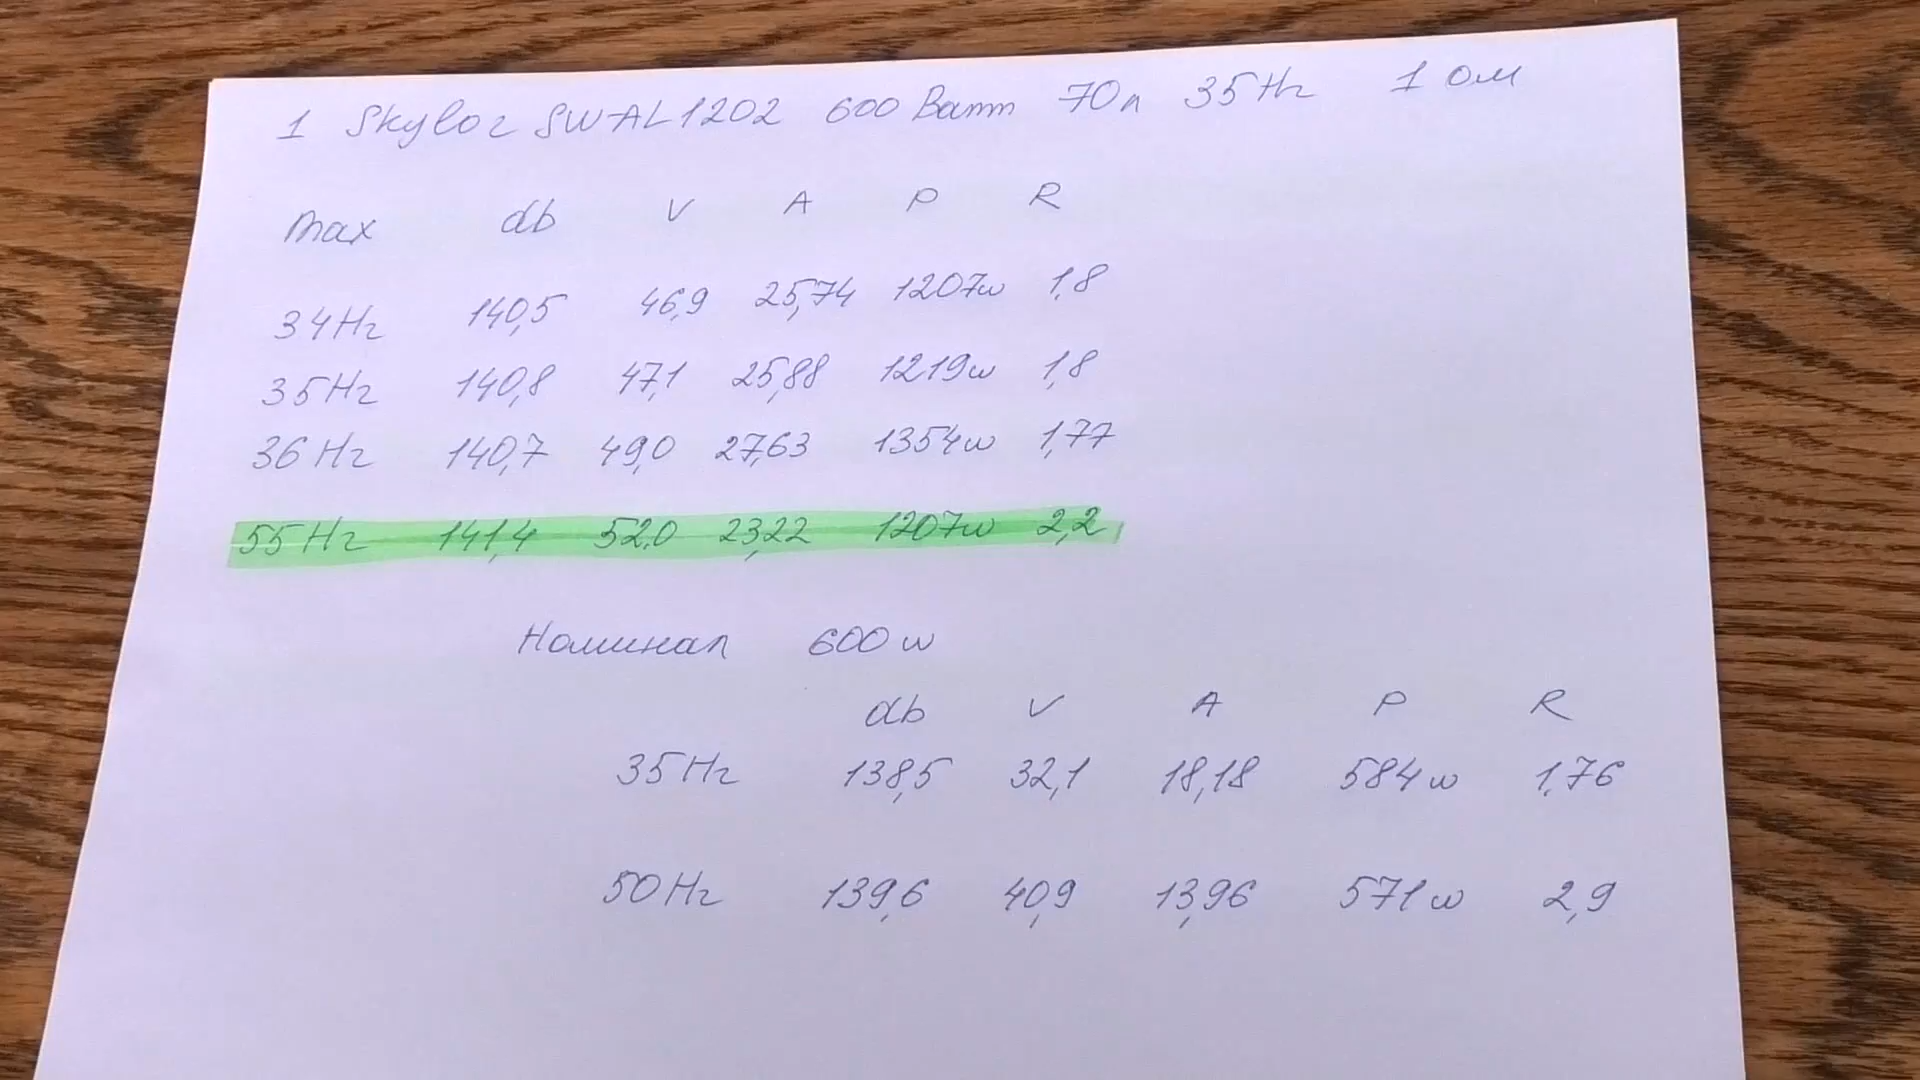 1 Skylor SW-AL1202 600 Ватт 70л 35Hz 1 Ом
max db V A P R
34Hz 140,5 46,9 25,74 1207w 1,8
35Hz 140,8 47,1 25,88 1219w 1,8
36Hz 140,7 49,0 27,63 1354w 1,77
55Hz 141,4 52,0 23,22 1207w 2,2
Номинал 600w
db V A P R
35Hz 138,5 32,1 18,18 584w 1,76
50Hz 139,6 40,9 13,96 571w 2,9